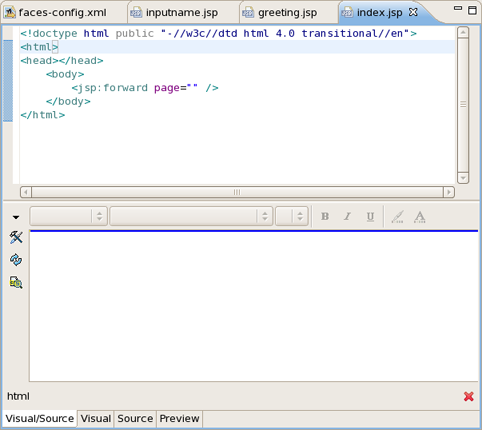 faces-config.xml inputname.jsp greeting.jsp index.jsp
<!doctype html public "-//w3c//dtd html 4.0 transitional//en">
<html>
<head></head>
    <body>
        <jsp:forward page="" />
    </body>
</html>
B I U A
html
Visual/Source Visual Source Preview